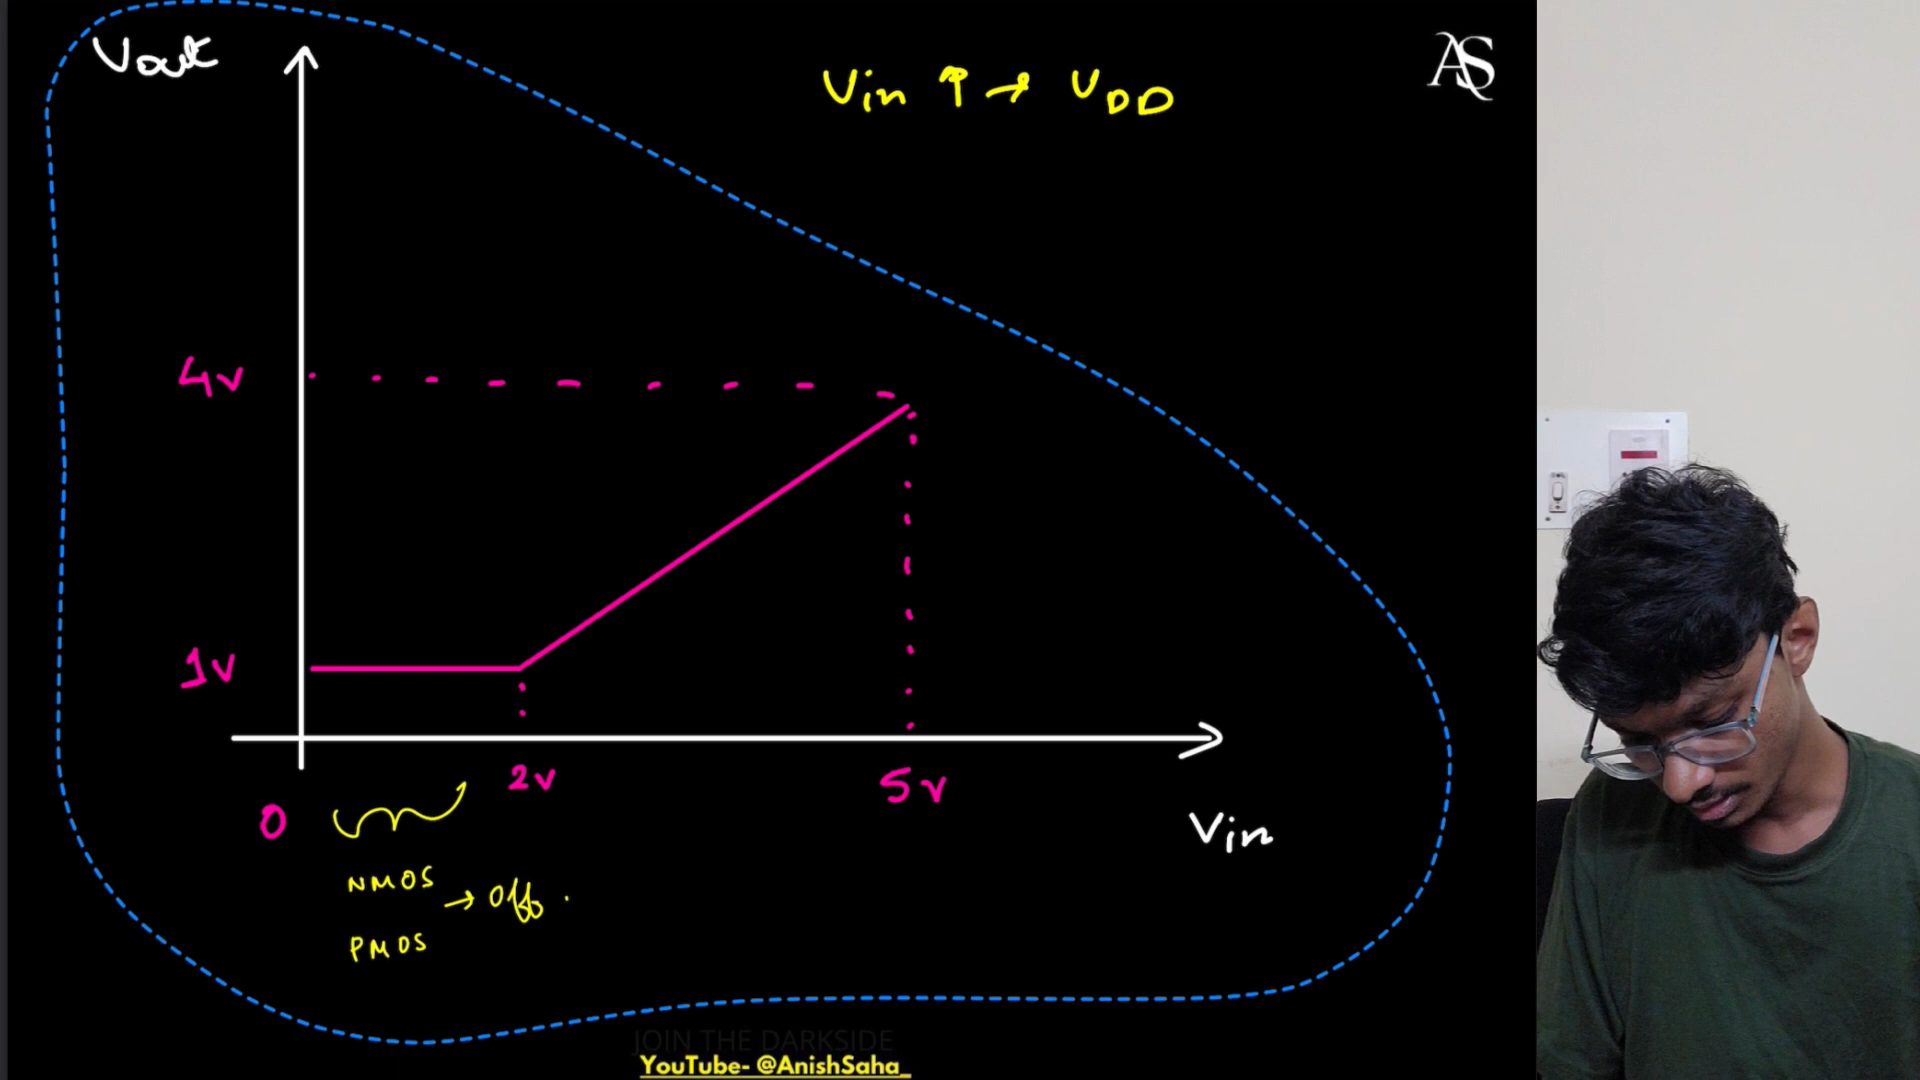 Vout
Vin ↑ → VDD
AS
4v
1v
2v
5v
0
Vin
NMOS
→ Off.
PMOS
JOIN THE DARKSIDE
YouTube- @AnishSaha_